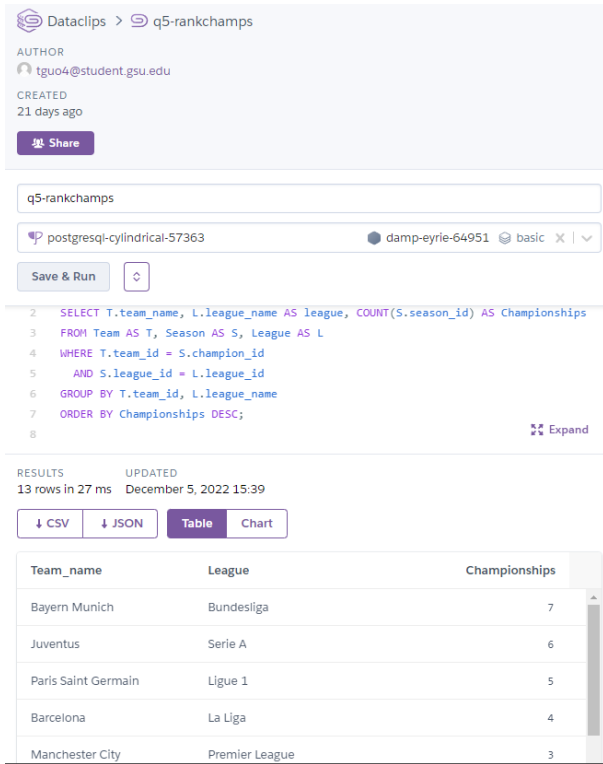 Dataclips > q5-rankchamps
AUTHOR
tguo4@student.gsu.edu
CREATED
21 days ago
Share
q5-rankchamps
postgresql-cylindrical-57363 damp-eyrie-64951 basic
Save & Run
2 SELECT T.team_name, L.league_name AS league, COUNT(S.season_id) AS Championships
3 FROM Team AS T, Season AS S, League AS L
4 WHERE T.team_id = S.champion_id
5 AND S.league_id = L.league_id
6 GROUP BY T.team_id, L.league_name
7 ORDER BY Championships DESC;
8
Expand
RESULTS UPDATED
13 rows in 27 ms December 5, 2022 15:39
CSV JSON Table Chart
Team_name League Championships
Bayern Munich Bundesliga 7
Juventus Serie A 6
Paris Saint Germain Ligue 1 5
Barcelona La Liga 4
Manchester City Premier League 3